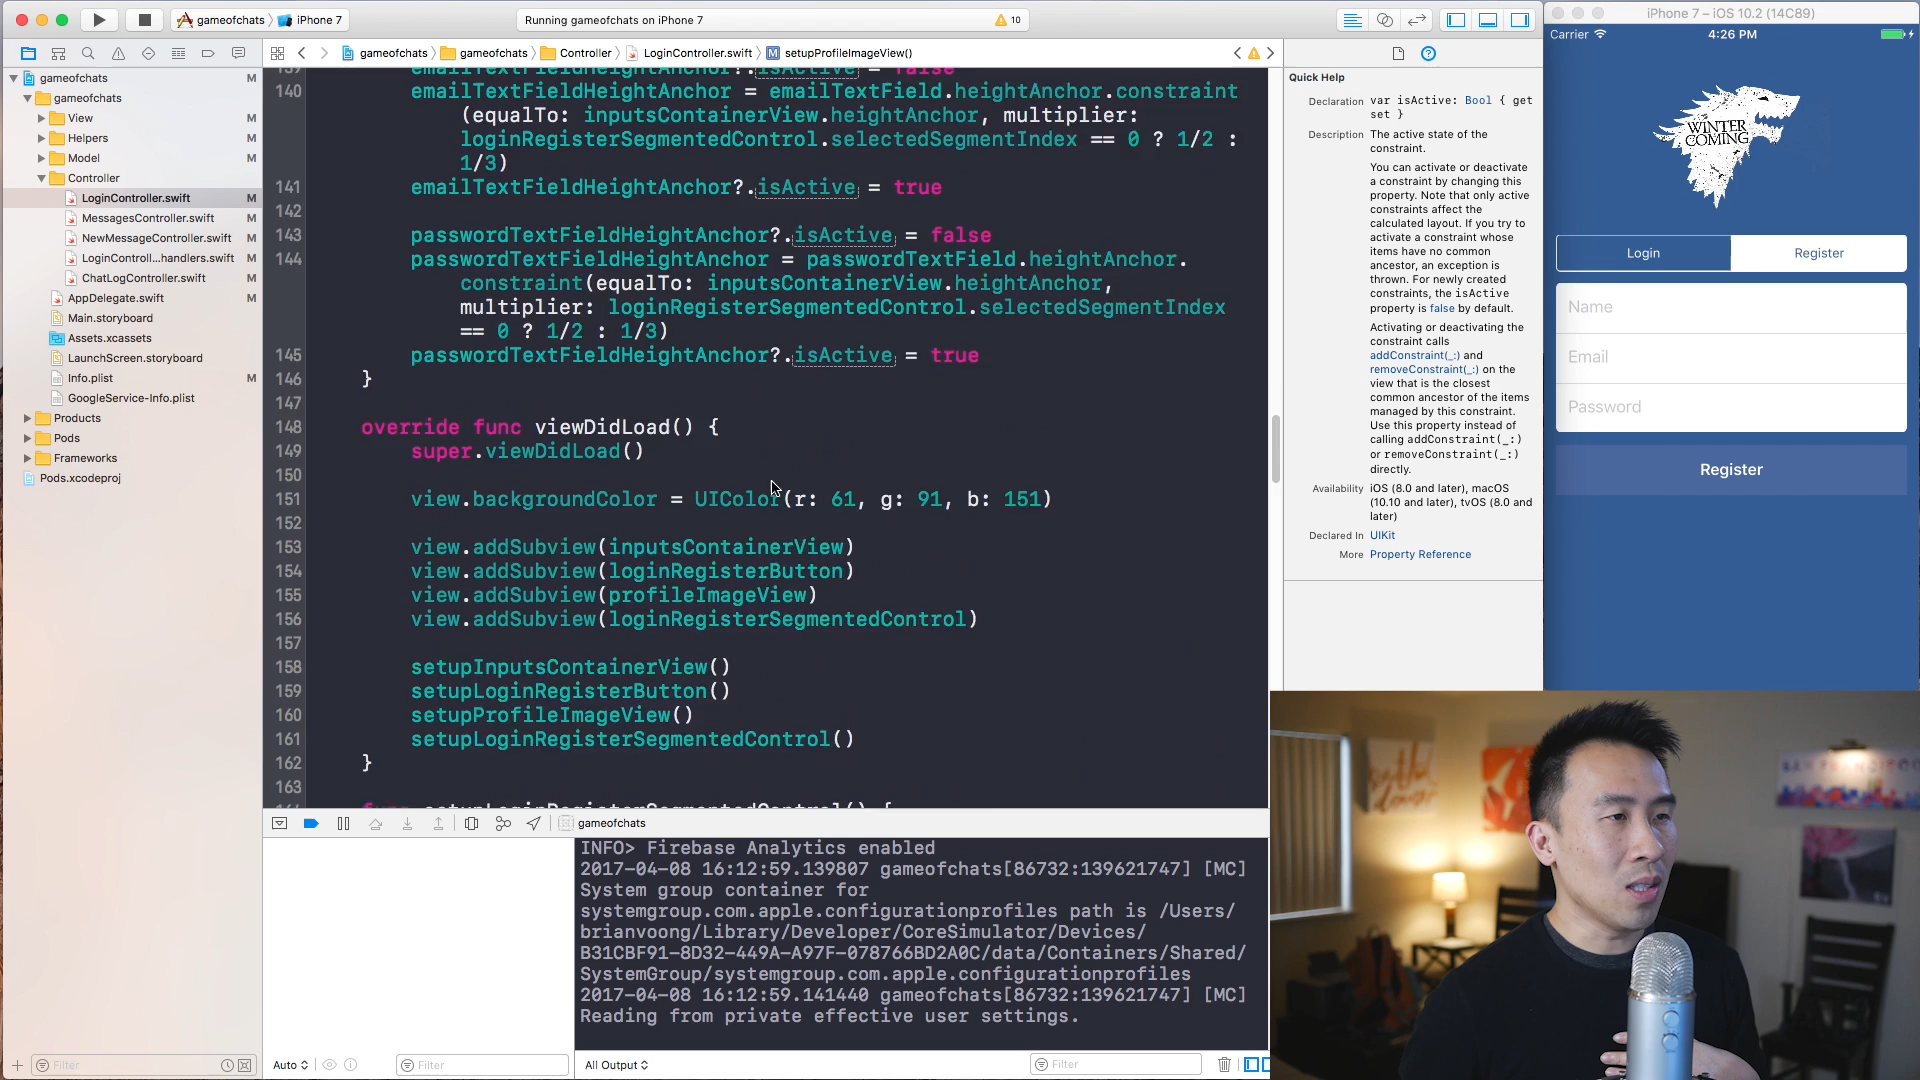 gameofchats 〉 iPhone 7
Running gameofchats on iPhone 7
10
iPhone 7 – iOS 10.2 (14C89)
gameofchats 〉 gameofchats 〉 Controller 〉 LoginController.swift 〉 M setupProfileImageView()
gameofchats M
gameofchats
View M
Helpers M
Model M
Controller
LoginController.swift M
MessagesController.swift M
NewMessageController.swift M
LoginControll...handlers.swift M
ChatLogController.swift M
AppDelegate.swift M
Main.storyboard
Assets.xcassets
LaunchScreen.storyboard
Info.plist M
GoogleService-Info.plist
Products
Pods
Frameworks
Pods.xcodeproj
Filter
139 emailTextFieldHeightAnchor?.isActive = false
140 emailTextFieldHeightAnchor = emailTextField.heightAnchor.constraint
(equalTo: inputsContainerView.heightAnchor, multiplier:
loginRegisterSegmentedControl.selectedSegmentIndex == 0 ? 1/2 :
1/3)
141 emailTextFieldHeightAnchor?.isActive = true
142
143 passwordTextFieldHeightAnchor?.isActive = false
144 passwordTextFieldHeightAnchor = passwordTextField.heightAnchor.
constraint(equalTo: inputsContainerView.heightAnchor,
multiplier: loginRegisterSegmentedControl.selectedSegmentIndex
== 0 ? 1/2 : 1/3)
145 passwordTextFieldHeightAnchor?.isActive = true
146 }
147
148 override func viewDidLoad() {
149 super.viewDidLoad()
150
151 view.backgroundColor = UIColor(r: 61, g: 91, b: 151)
152
153 view.addSubview(inputsContainerView)
154 view.addSubview(loginRegisterButton)
155 view.addSubview(profileImageView)
156 view.addSubview(loginRegisterSegmentedControl)
157
158 setupInputsContainerView()
159 setupLoginRegisterButton()
160 setupProfileImageView()
161 setupLoginRegisterSegmentedControl()
162 }
163
func setupLoginRegisterSegmentedControl() {
gameofchats
INFO> Firebase Analytics enabled
2017-04-08 16:12:59.139807 gameofchats[86732:139621747] [MC]
System group container for
systemgroup.com.apple.configurationprofiles path is /Users/
brianvoong/Library/Developer/CoreSimulator/Devices/
B31CBF91-8D32-449A-A97F-078766BD2A0C/data/Containers/Shared/
SystemGroup/systemgroup.com.apple.configurationprofiles
2017-04-08 16:12:59.141440 gameofchats[86732:139621747] [MC]
Reading from private effective user settings.
Auto
Filter
All Output
Filter
Quick Help
Declaration var isActive: Bool { get
set }
Description The active state of the
constraint.
You can activate or deactivate
a constraint by changing this
property. Note that only active
constraints affect the
calculated layout. If you try to
activate a constraint whose
items have no common
ancestor, an exception is
thrown. For newly created
constraints, the isActive
property is false by default.
Activating or deactivating the
constraint calls
addConstraint(_:) and
removeConstraint(_:) on the
view that is the closest
common ancestor of the items
managed by this constraint.
Use this property instead of
calling addConstraint(_:)
or removeConstraint(_:)
directly.
Availability iOS (8.0 and later), macOS
(10.10 and later), tvOS (8.0 and
later)
Declared In UIKit
More Property Reference
Carrier 4:26 PM
WINTER
COMING
Login Register
Name
Email
Password
Register
SAN FRANCISCO